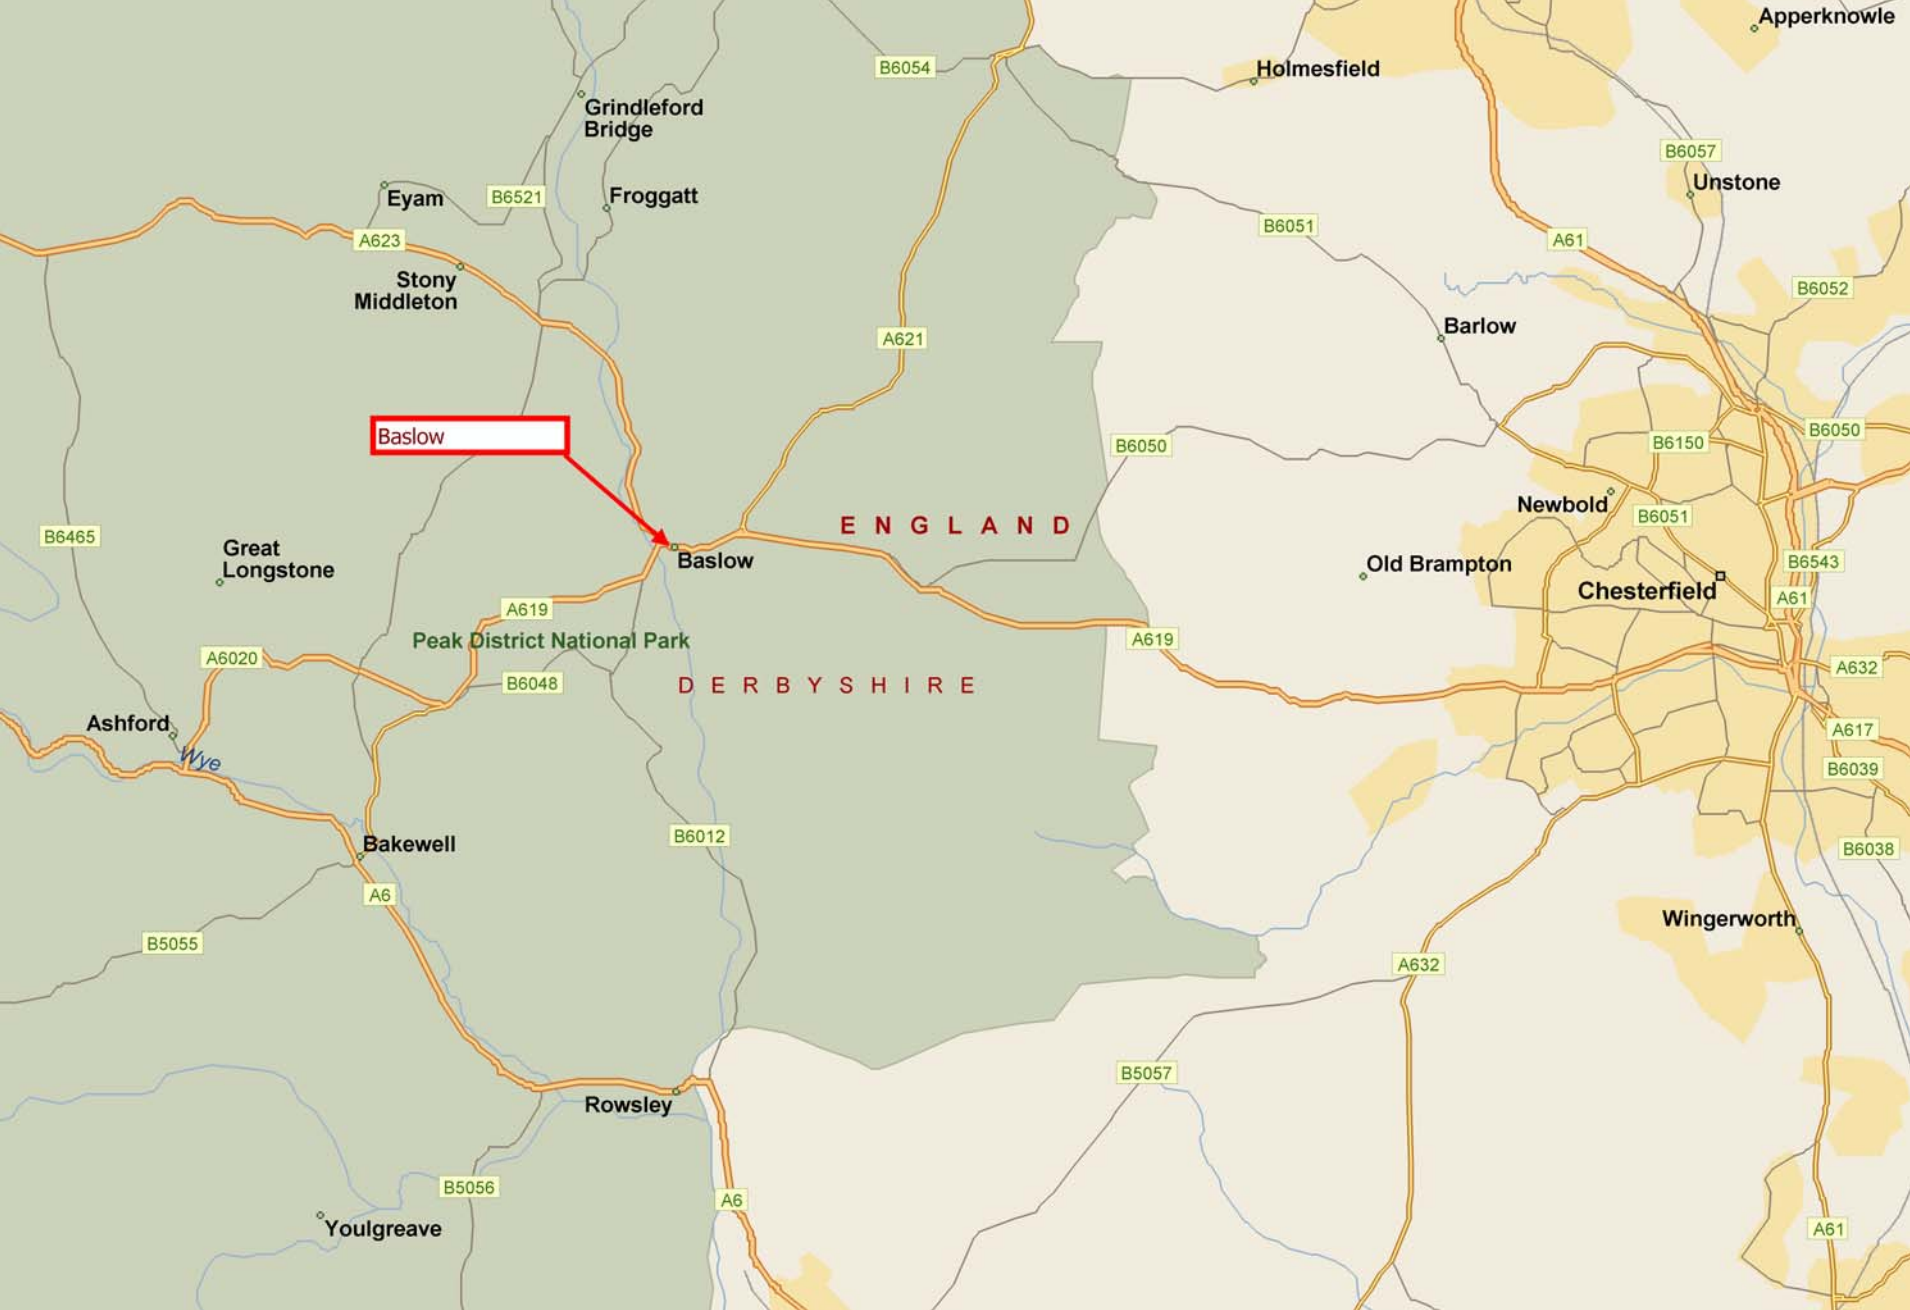 Apperknowle
B6054
Holmesfield
Grindleford
Bridge
B6057
Unstone
Eyam
B6521
Froggatt
B6051
A623
A61
Stony
Middleton
B6052
A621
Barlow
Baslow
B6050
B6150
B6050
Newbold
B6051
ENGLAND
B6465
Great
Longstone
Baslow
Old Brampton
B6543
Chesterfield
A61
A619
Peak District National Park
A619
A6020
B6048
DERBYSHIRE
A632
Ashford
Wye
A617
B6039
B6012
Bakewell
B6038
A6
Wingerworth
B5055
A632
B5057
Rowsley
B5056
A6
Youlgreave
A61